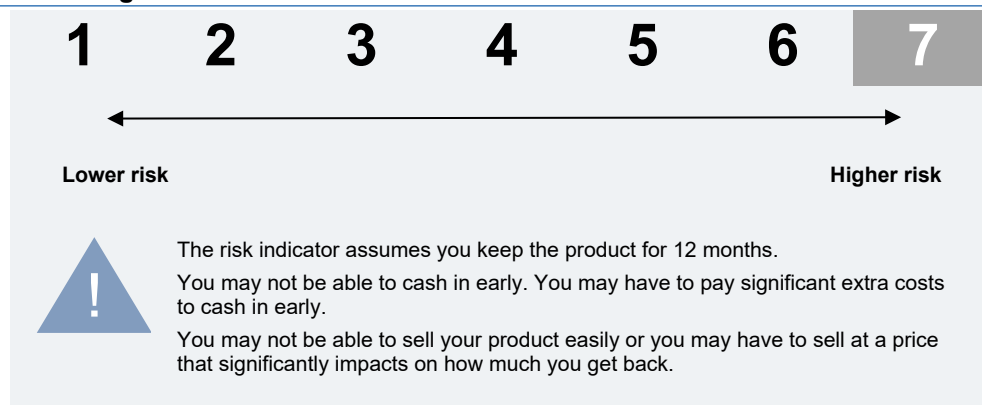 1 2 3 4 5 6 7
Lower risk Higher risk
!
The risk indicator assumes you keep the product for 12 months.
You may not be able to cash in early. You may have to pay significant extra costs
to cash in early.
You may not be able to sell your product easily or you may have to sell at a price
that significantly impacts on how much you get back.